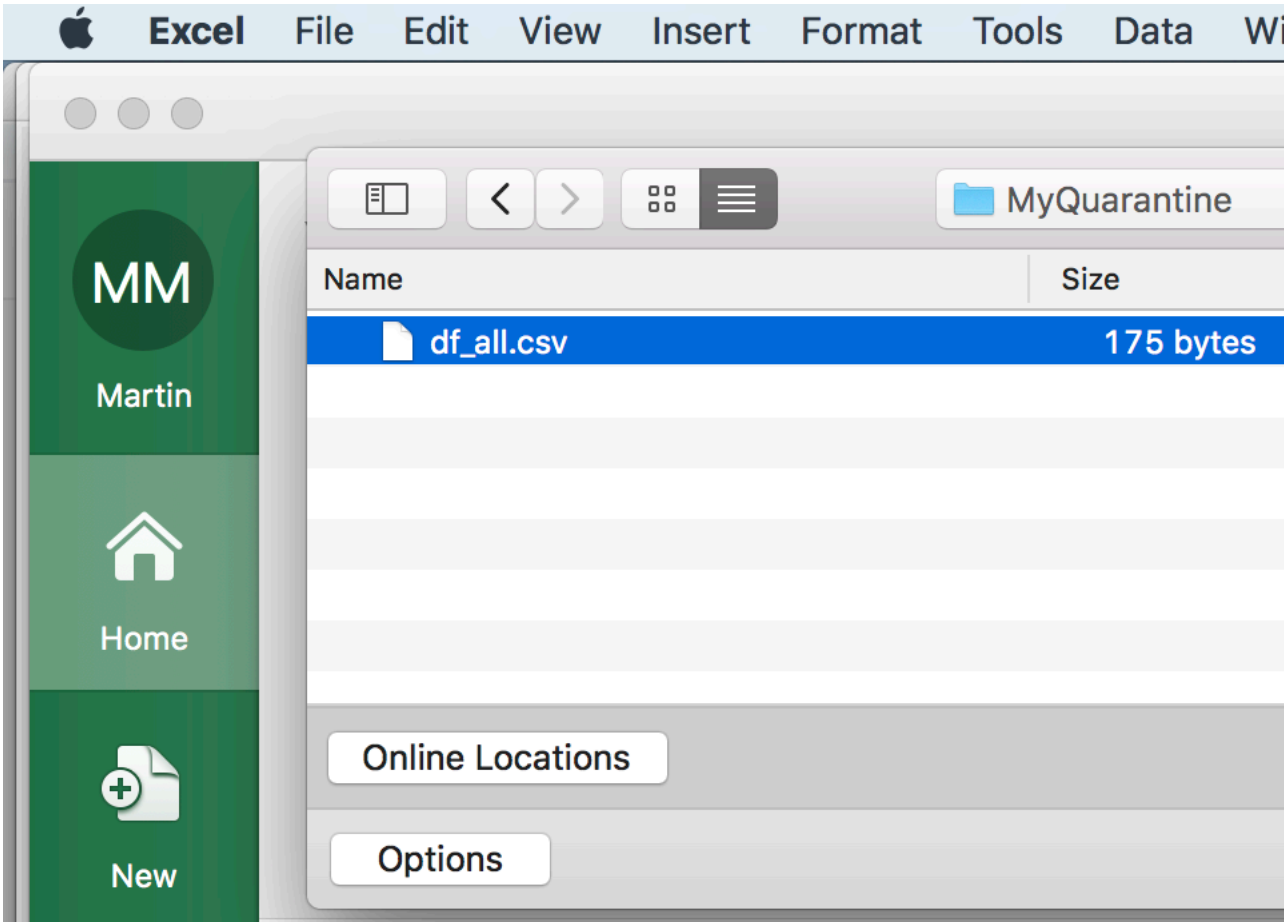 Excel File Edit View Insert Format Tools Data Wi
MyQuarantine
MM
Name Size
df_all.csv 175 bytes
Martin
Home
Online Locations
Options
New